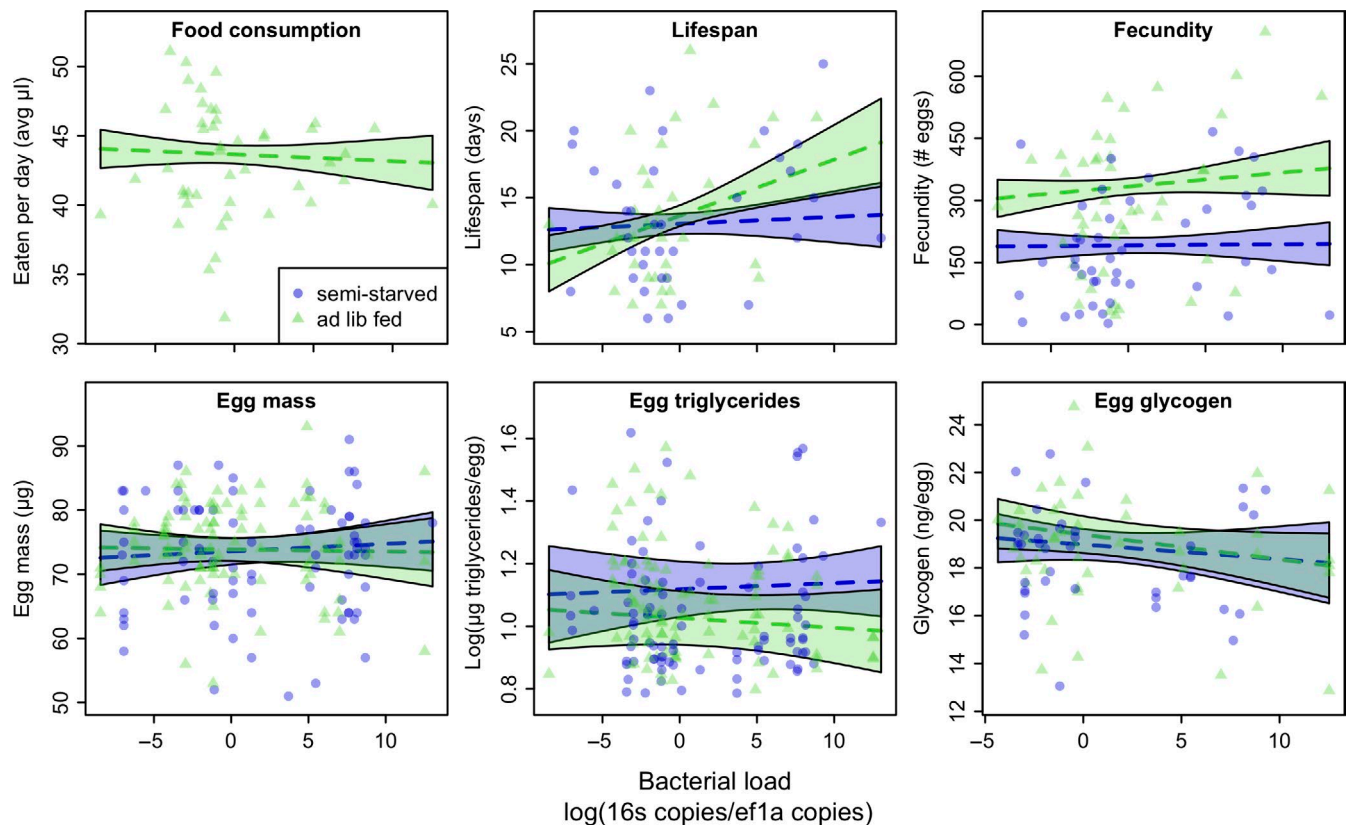 Food consumption
Eaten per day (avg µl)
50
45
40
35
30
semi-starved
ad lib fed
Lifespan
Lifespan (days)
25
20
15
10
5
Fecundity
Fecundity (# eggs)
600
450
300
150
0
Egg mass
Egg mass (µg)
90
80
70
60
50
–5
0
5
10
Egg triglycerides
Log(µg triglycerides/egg)
1.6
1.4
1.2
1.0
0.8
–5
0
5
10
Egg glycogen
Glycogen (ng/egg)
24
22
20
18
16
14
12
–5
0
5
10
Bacterial load
log(16s copies/ef1a copies)